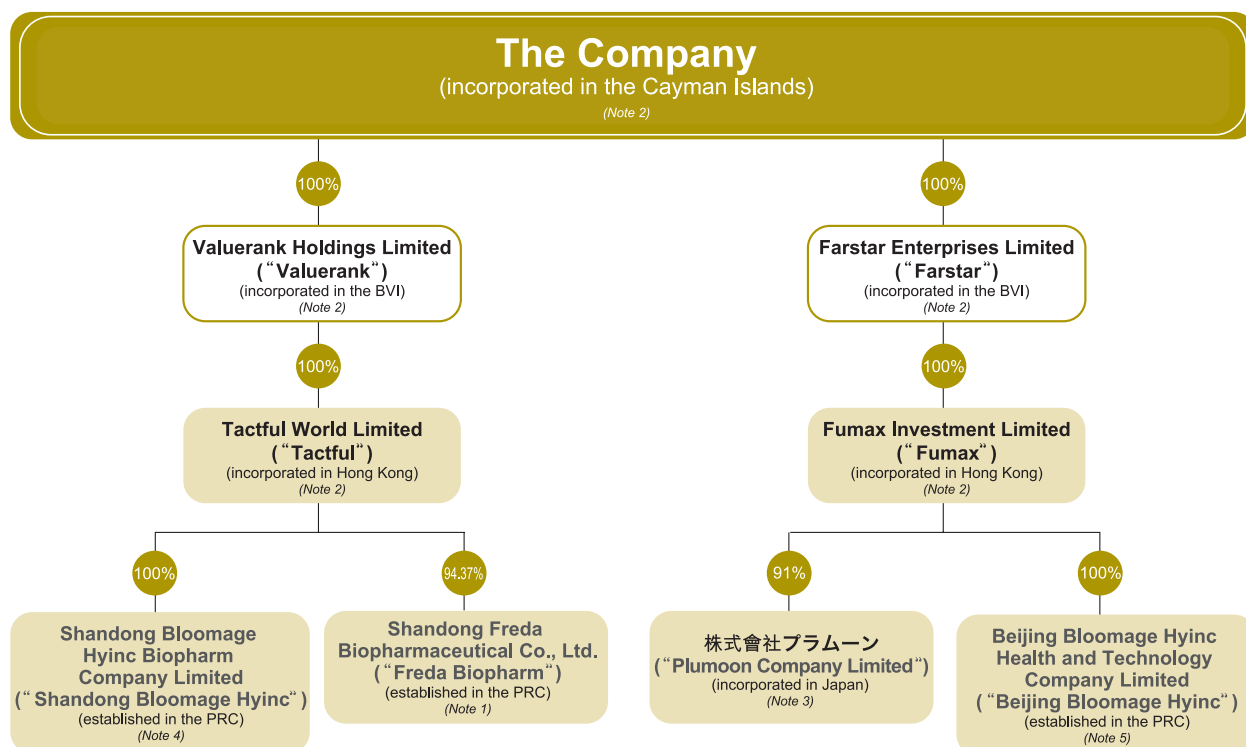 The Company
(incorporated in the Cayman Islands)
(Note 2)
100%
100%
Valuerank Holdings Limited
(“Valuerank”)
(incorporated in the BVI)
(Note 2)
Farstar Enterprises Limited
(“Farstar”)
(incorporated in the BVI)
(Note 2)
100%
100%
Tactful World Limited
(“Tactful”)
(incorporated in Hong Kong)
(Note 2)
Fumax Investment Limited
(“Fumax”)
(incorporated in Hong Kong)
(Note 2)
100%
94.37%
91%
100%
Shandong Bloomage
Hyinc Biopharm
Company Limited
(“Shandong Bloomage Hyinc”)
(established in the PRC)
(Note 4)
Shandong Freda
Biopharmaceutical Co., Ltd.
(“Freda Biopharm”)
(established in the PRC)
(Note 1)
株式會社プラムーン
(“Plumoon Company Limited”)
(incorporated in Japan)
(Note 3)
Beijing Bloomage Hyinc
Health and Technology
Company Limited
(“Beijing Bloomage Hyinc”)
(established in the PRC)
(Note 5)